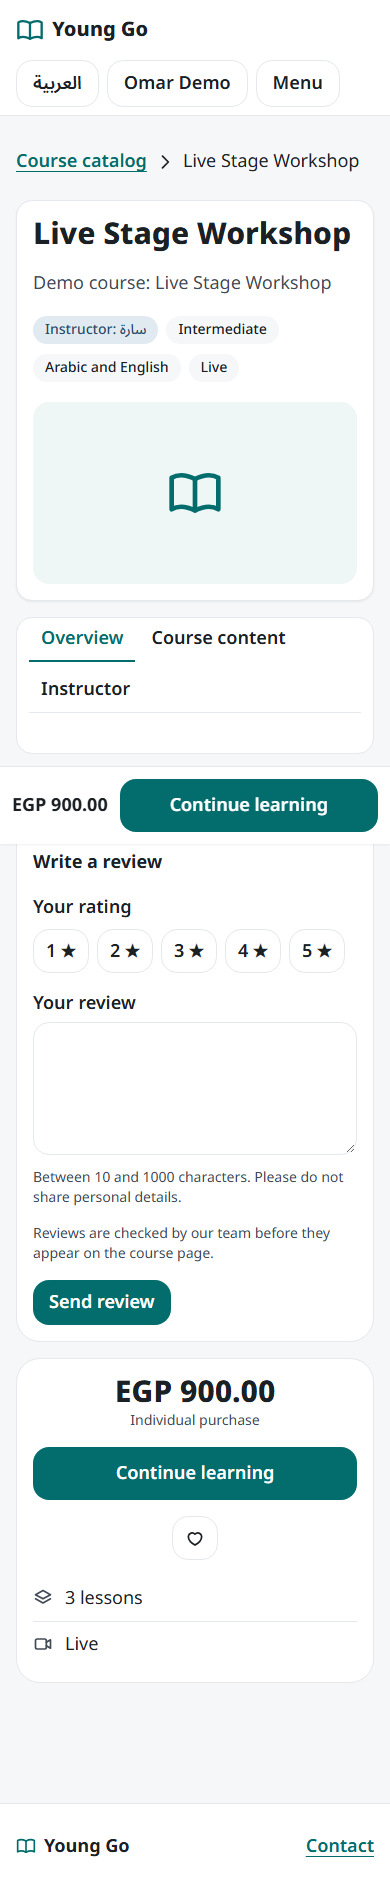 Young Go
العربية
Omar Demo
Menu
Course catalog > Live Stage Workshop
Live Stage Workshop
Demo course: Live Stage Workshop
Instructor: سارة
Intermediate
Arabic and English
Live
Overview
Course content
Instructor
EGP 900.00
Continue learning
Write a review
Your rating
1 ★
2 ★
3 ★
4 ★
5 ★
Your review
Between 10 and 1000 characters. Please do not
share personal details.
Reviews are checked by our team before they
appear on the course page.
Send review
EGP 900.00
Individual purchase
Continue learning
3 lessons
Live
Young Go
Contact